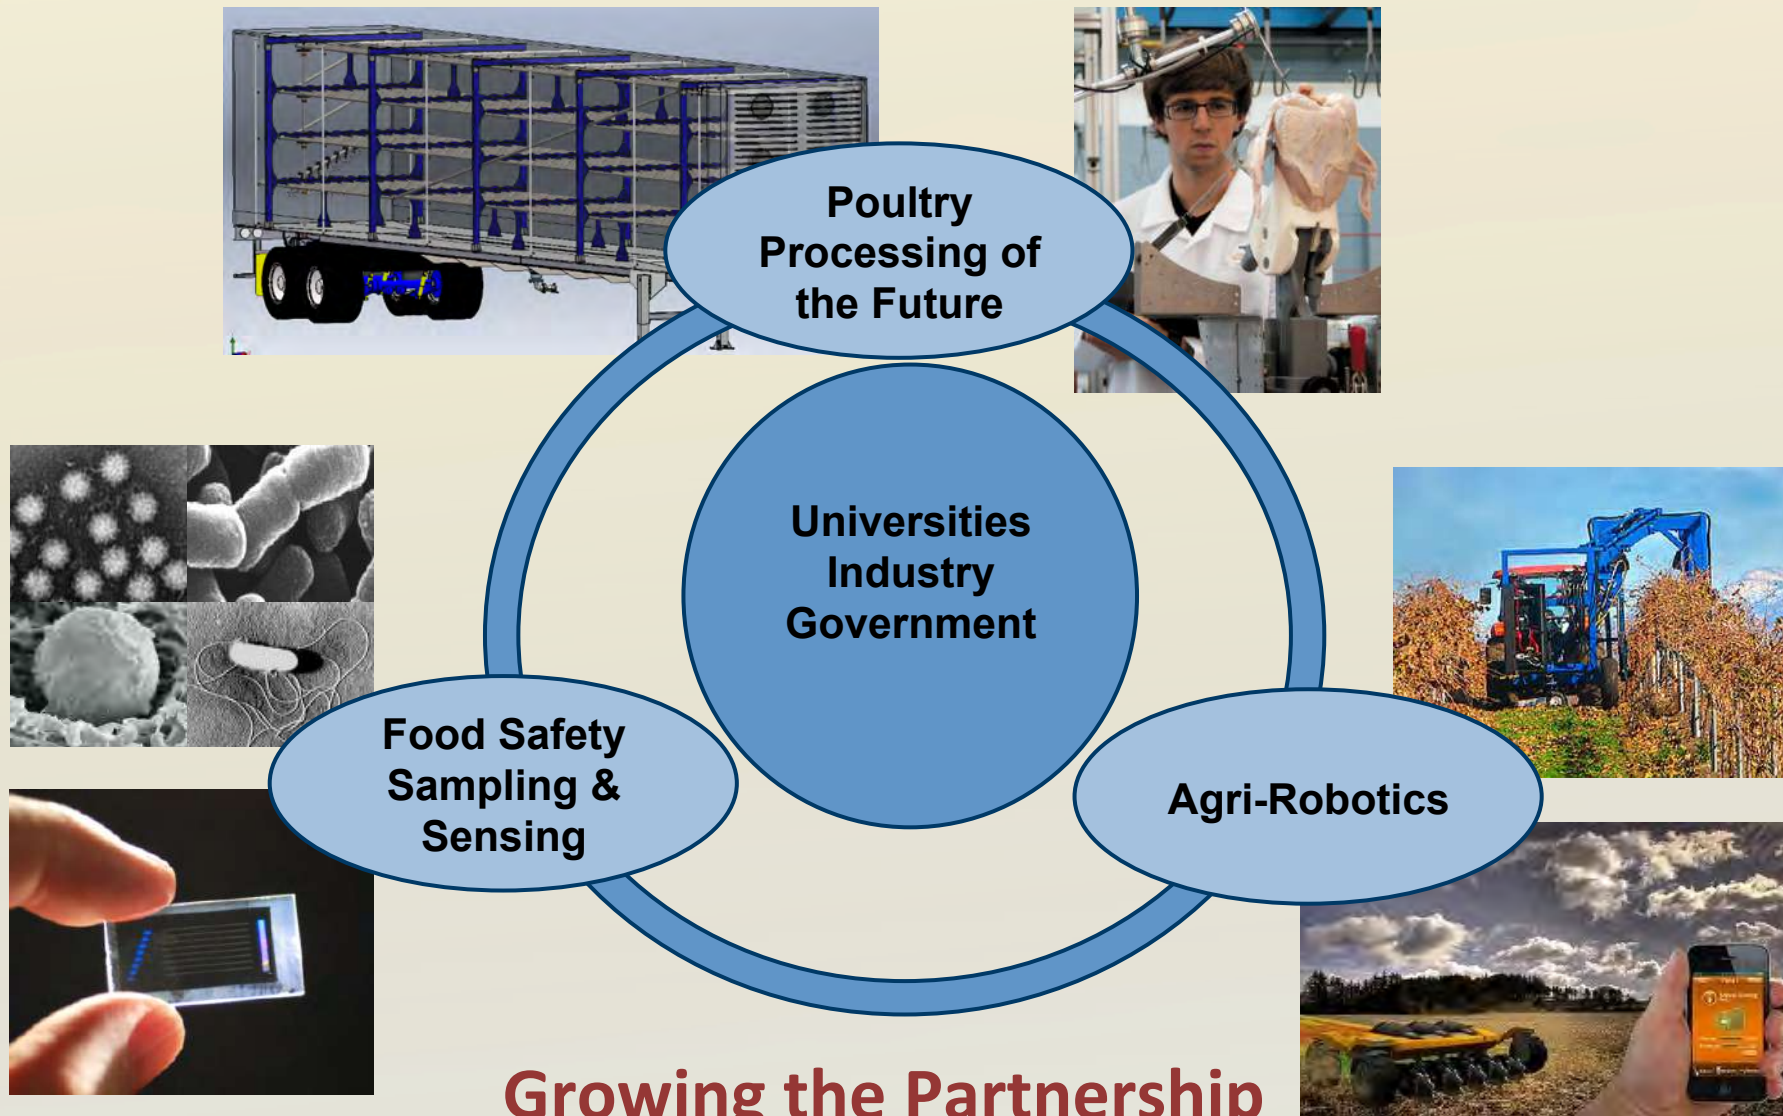 Poultry
Processing of
the Future
Universities
Industry
Government
Food Safety
Sampling &
Sensing
Agri-Robotics
Growing the Partnership